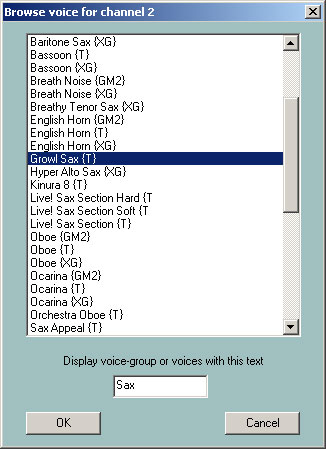 Browse voice for channel 2
Baritone Sax {XG}
Bassoon {T}
Bassoon {XG}
Breath Noise {GM2}
Breath Noise {XG}
Breathy Tenor Sax {XG}
English Horn {GM2}
English Horn {T}
English Horn {XG}
Growl Sax {T}
Hyper Alto Sax {XG}
Kinura 8 {T}
Live! Sax Section Hard {T
Live! Sax Section Soft {T
Live! Sax Section {T}
Oboe {GM2}
Oboe {T}
Oboe {XG}
Ocarina {GM2}
Ocarina {T}
Ocarina {XG}
Orchestra Oboe {T}
Sax Appeal {T}
Display voice-group or voices with this text
Sax
OK Cancel